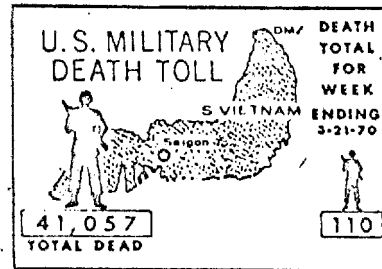 U.S. MILITARY
DEATH TOLL
DMZ
S VIETNAM
Saigon
41,057
TOTAL DEAD
DEATH
TOTAL
FOR
WEEK
ENDING
3-21-70
110